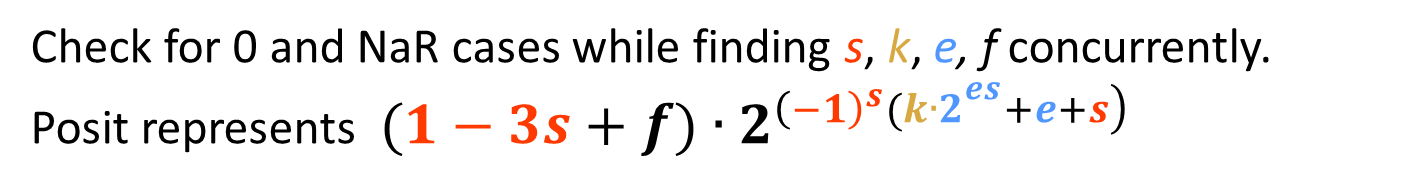 Check for 0 and NaR cases while finding s, k, e, f concurrently.
Posit represents (1 − 3s + f) · 2^{(−1)^s (k·2^{es} + e + s)}